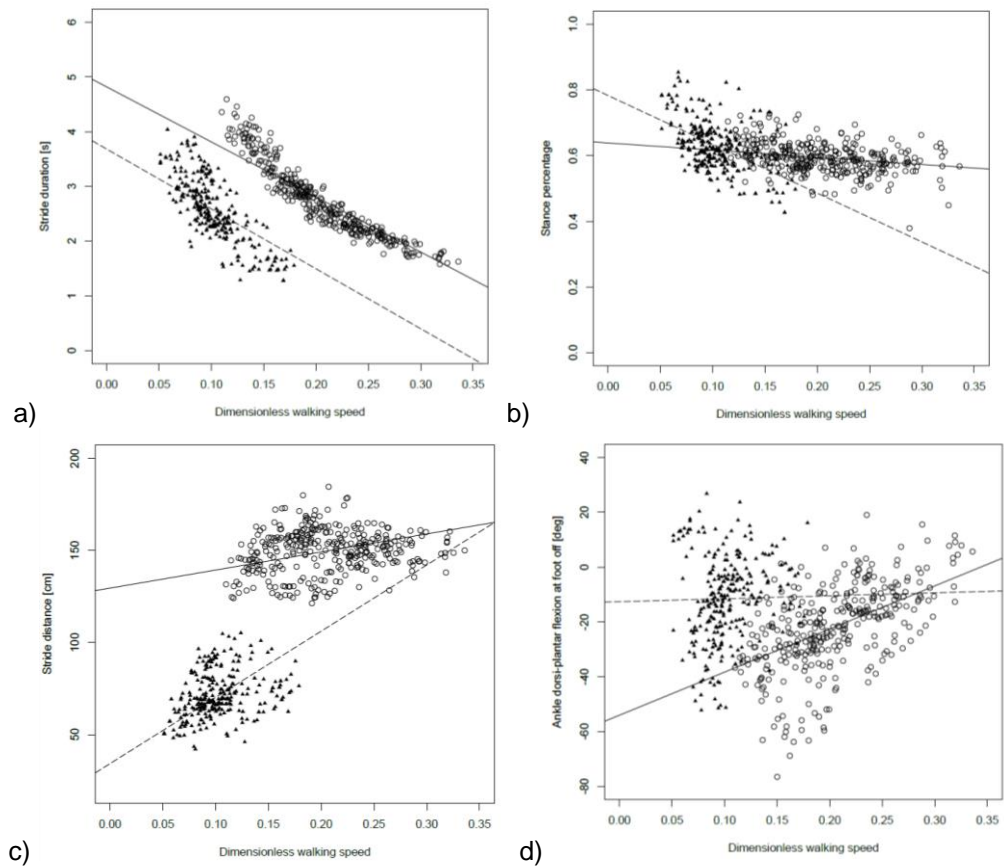 Stride duration [s]
6
5
4
3
2
1
0
0.00 0.05 0.10 0.15 0.20 0.25 0.30 0.35
Dimensionless walking speed
a)
Stance percentage
1.0
0.8
0.6
0.4
0.2
0.0
0.00 0.05 0.10 0.15 0.20 0.25 0.30 0.35
Dimensionless walking speed
b)
Stride distance [cm]
200
150
100
50
0.00 0.05 0.10 0.15 0.20 0.25 0.30 0.35
Dimensionless walking speed
c)
Ankle dorsi-plantar flexion at foot off [deg]
40
20
0
-20
-40
-60
-80
0.00 0.05 0.10 0.15 0.20 0.25 0.30 0.35
Dimensionless walking speed
d)